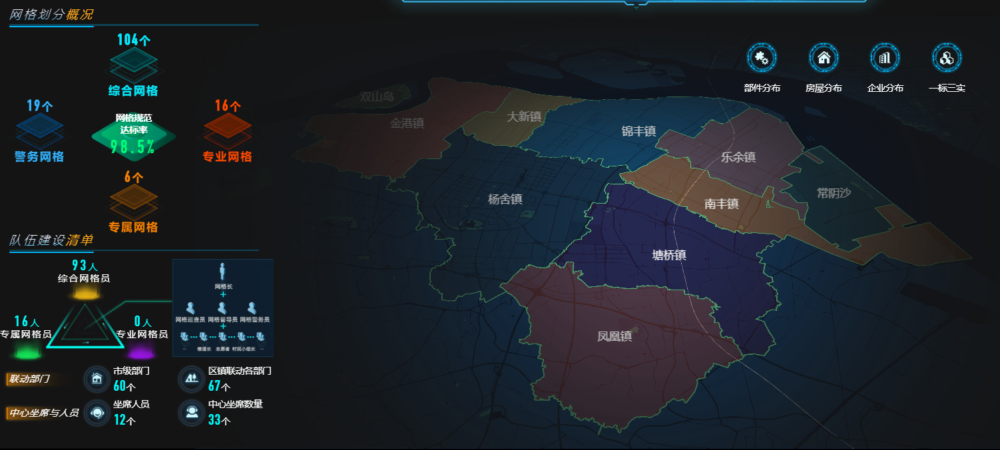 网格划分概况
104个
综合网格
19个
警务网格
网格规范
达标率
98.5%
16个
专业网格
6个
专属网格
队伍建设清单
93人
综合网格员
16人
专属网格员
0人
专业网格员
网格长
+
网格巡查员 网格督导员 网格警务员
+
... 楼道长 志愿者 村民小组长 ...
联动部门
市级部门
60个
区镇联动各部门
67个
中心坐席与人员
坐席人员
12个
中心坐席数量
33个
部件分布
房屋分布
企业分布
一标三实
双山岛
金港镇
大新镇
锦丰镇
乐余镇
常阴沙
杨舍镇
南丰镇
塘桥镇
凤凰镇